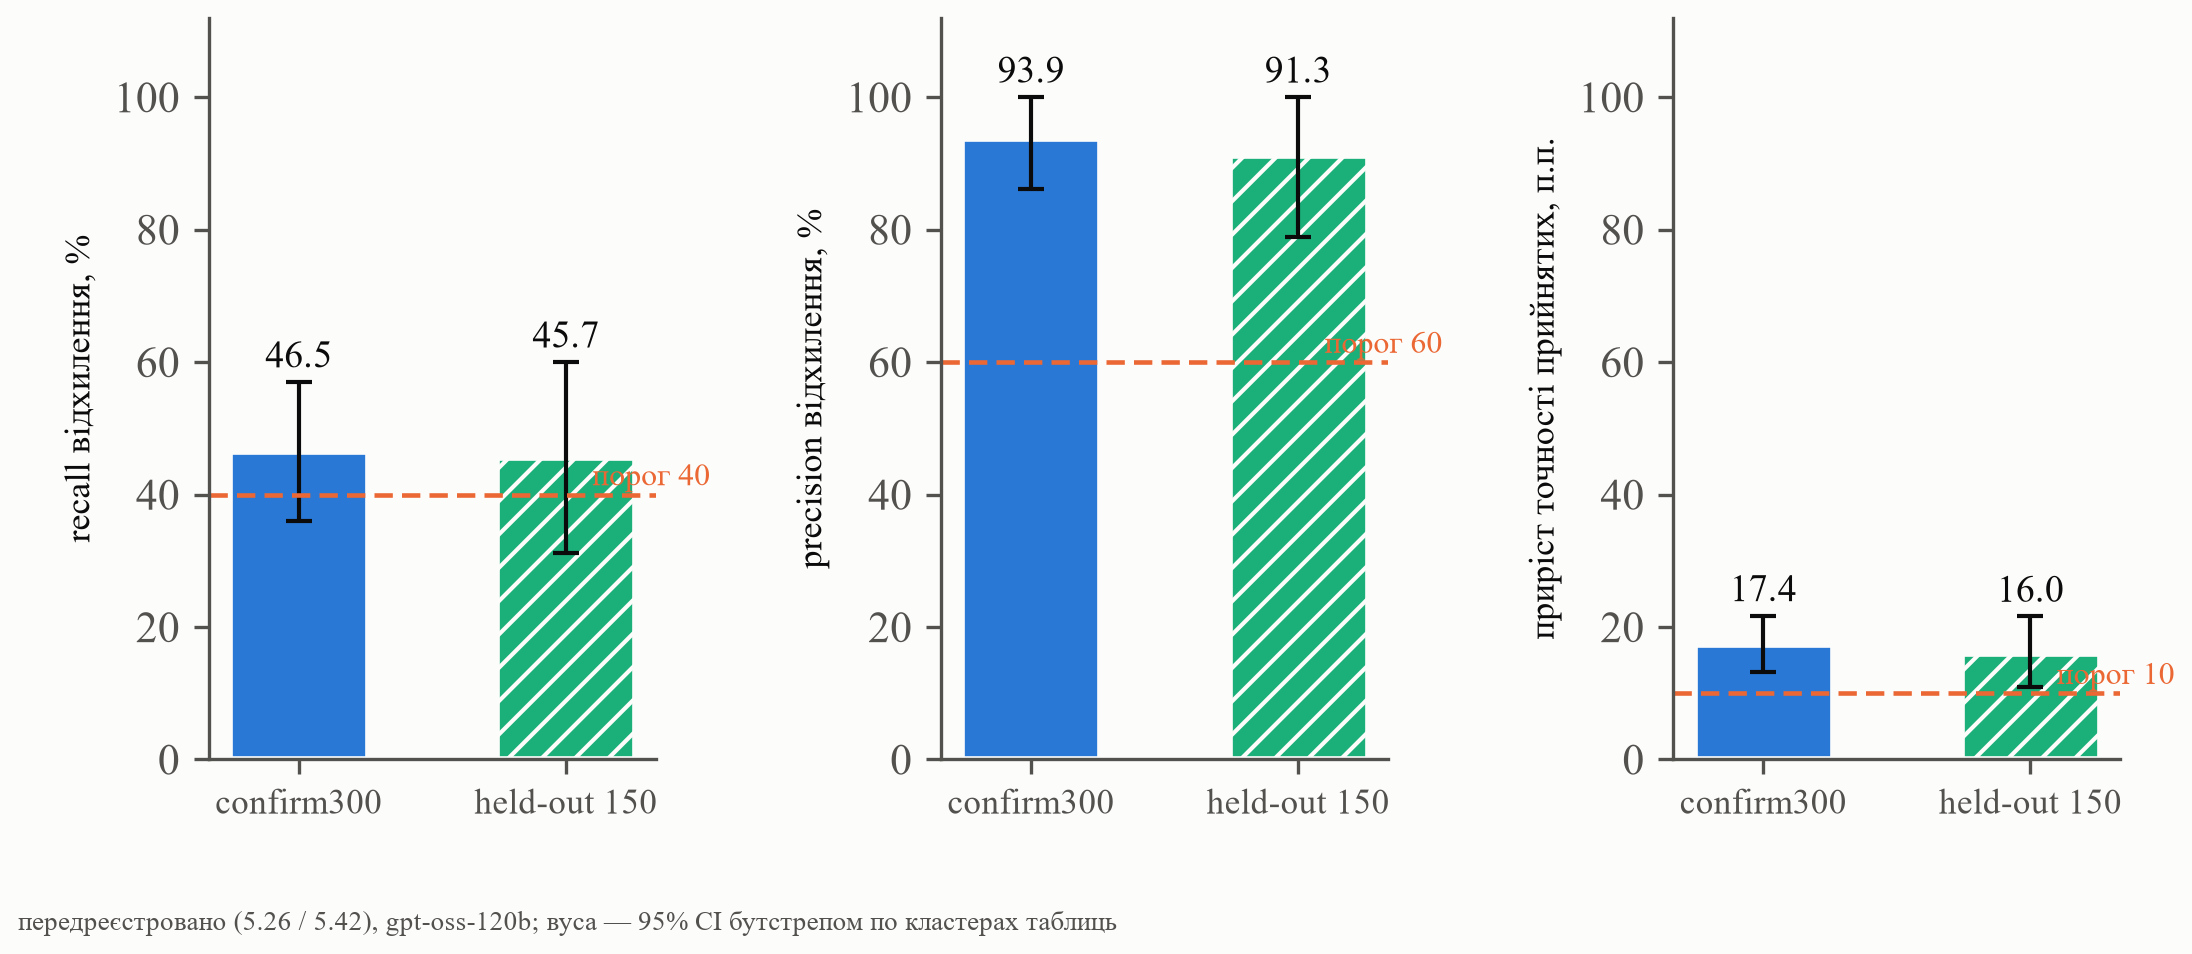 recall відхилення, %
100
80
60
40
20
0
46.5
45.7
порог 40
confirm300
held-out 150
precision відхилення, %
100
80
60
40
20
0
93.9
91.3
порог 60
confirm300
held-out 150
приріст точності прийнятих, п.п.
100
80
60
40
20
0
17.4
16.0
порог 10
confirm300
held-out 150
передреєстровано (5.26 / 5.42), gpt-oss-120b; вуса — 95% CI бутстрепом по кластерах таблиць